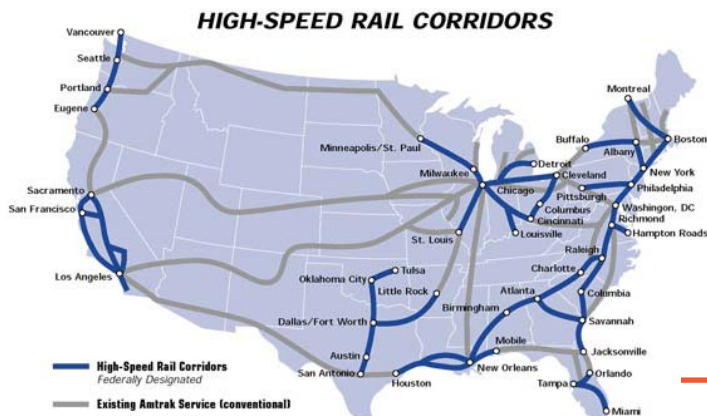 HIGH-SPEED RAIL CORRIDORS
Vancouver
Seattle
Portland
Eugene
Sacramento
San Francisco
Los Angeles
Minneapolis/St. Paul
Milwaukee
Chicago
Detroit
Cleveland
Buffalo
Montreal
Boston
Albany
New York
Philadelphia
Pittsburgh
Washingon, DC
Columbus
Cincinnati
Richmond
Hampton Roads
Louisville
St. Louis
Raleigh
Charlotte
Tulsa
Oklahoma City
Little Rock
Atlanta
Columbia
Birmingham
Dallas/Fort Worth
Savannah
Mobile
Austin
Jacksonville
San Antonio
Houston
New Orleans
Orlando
Tampa
Miami
High-Speed Rail Corridors
Federally Designated
Existing Amtrak Service (conventional)